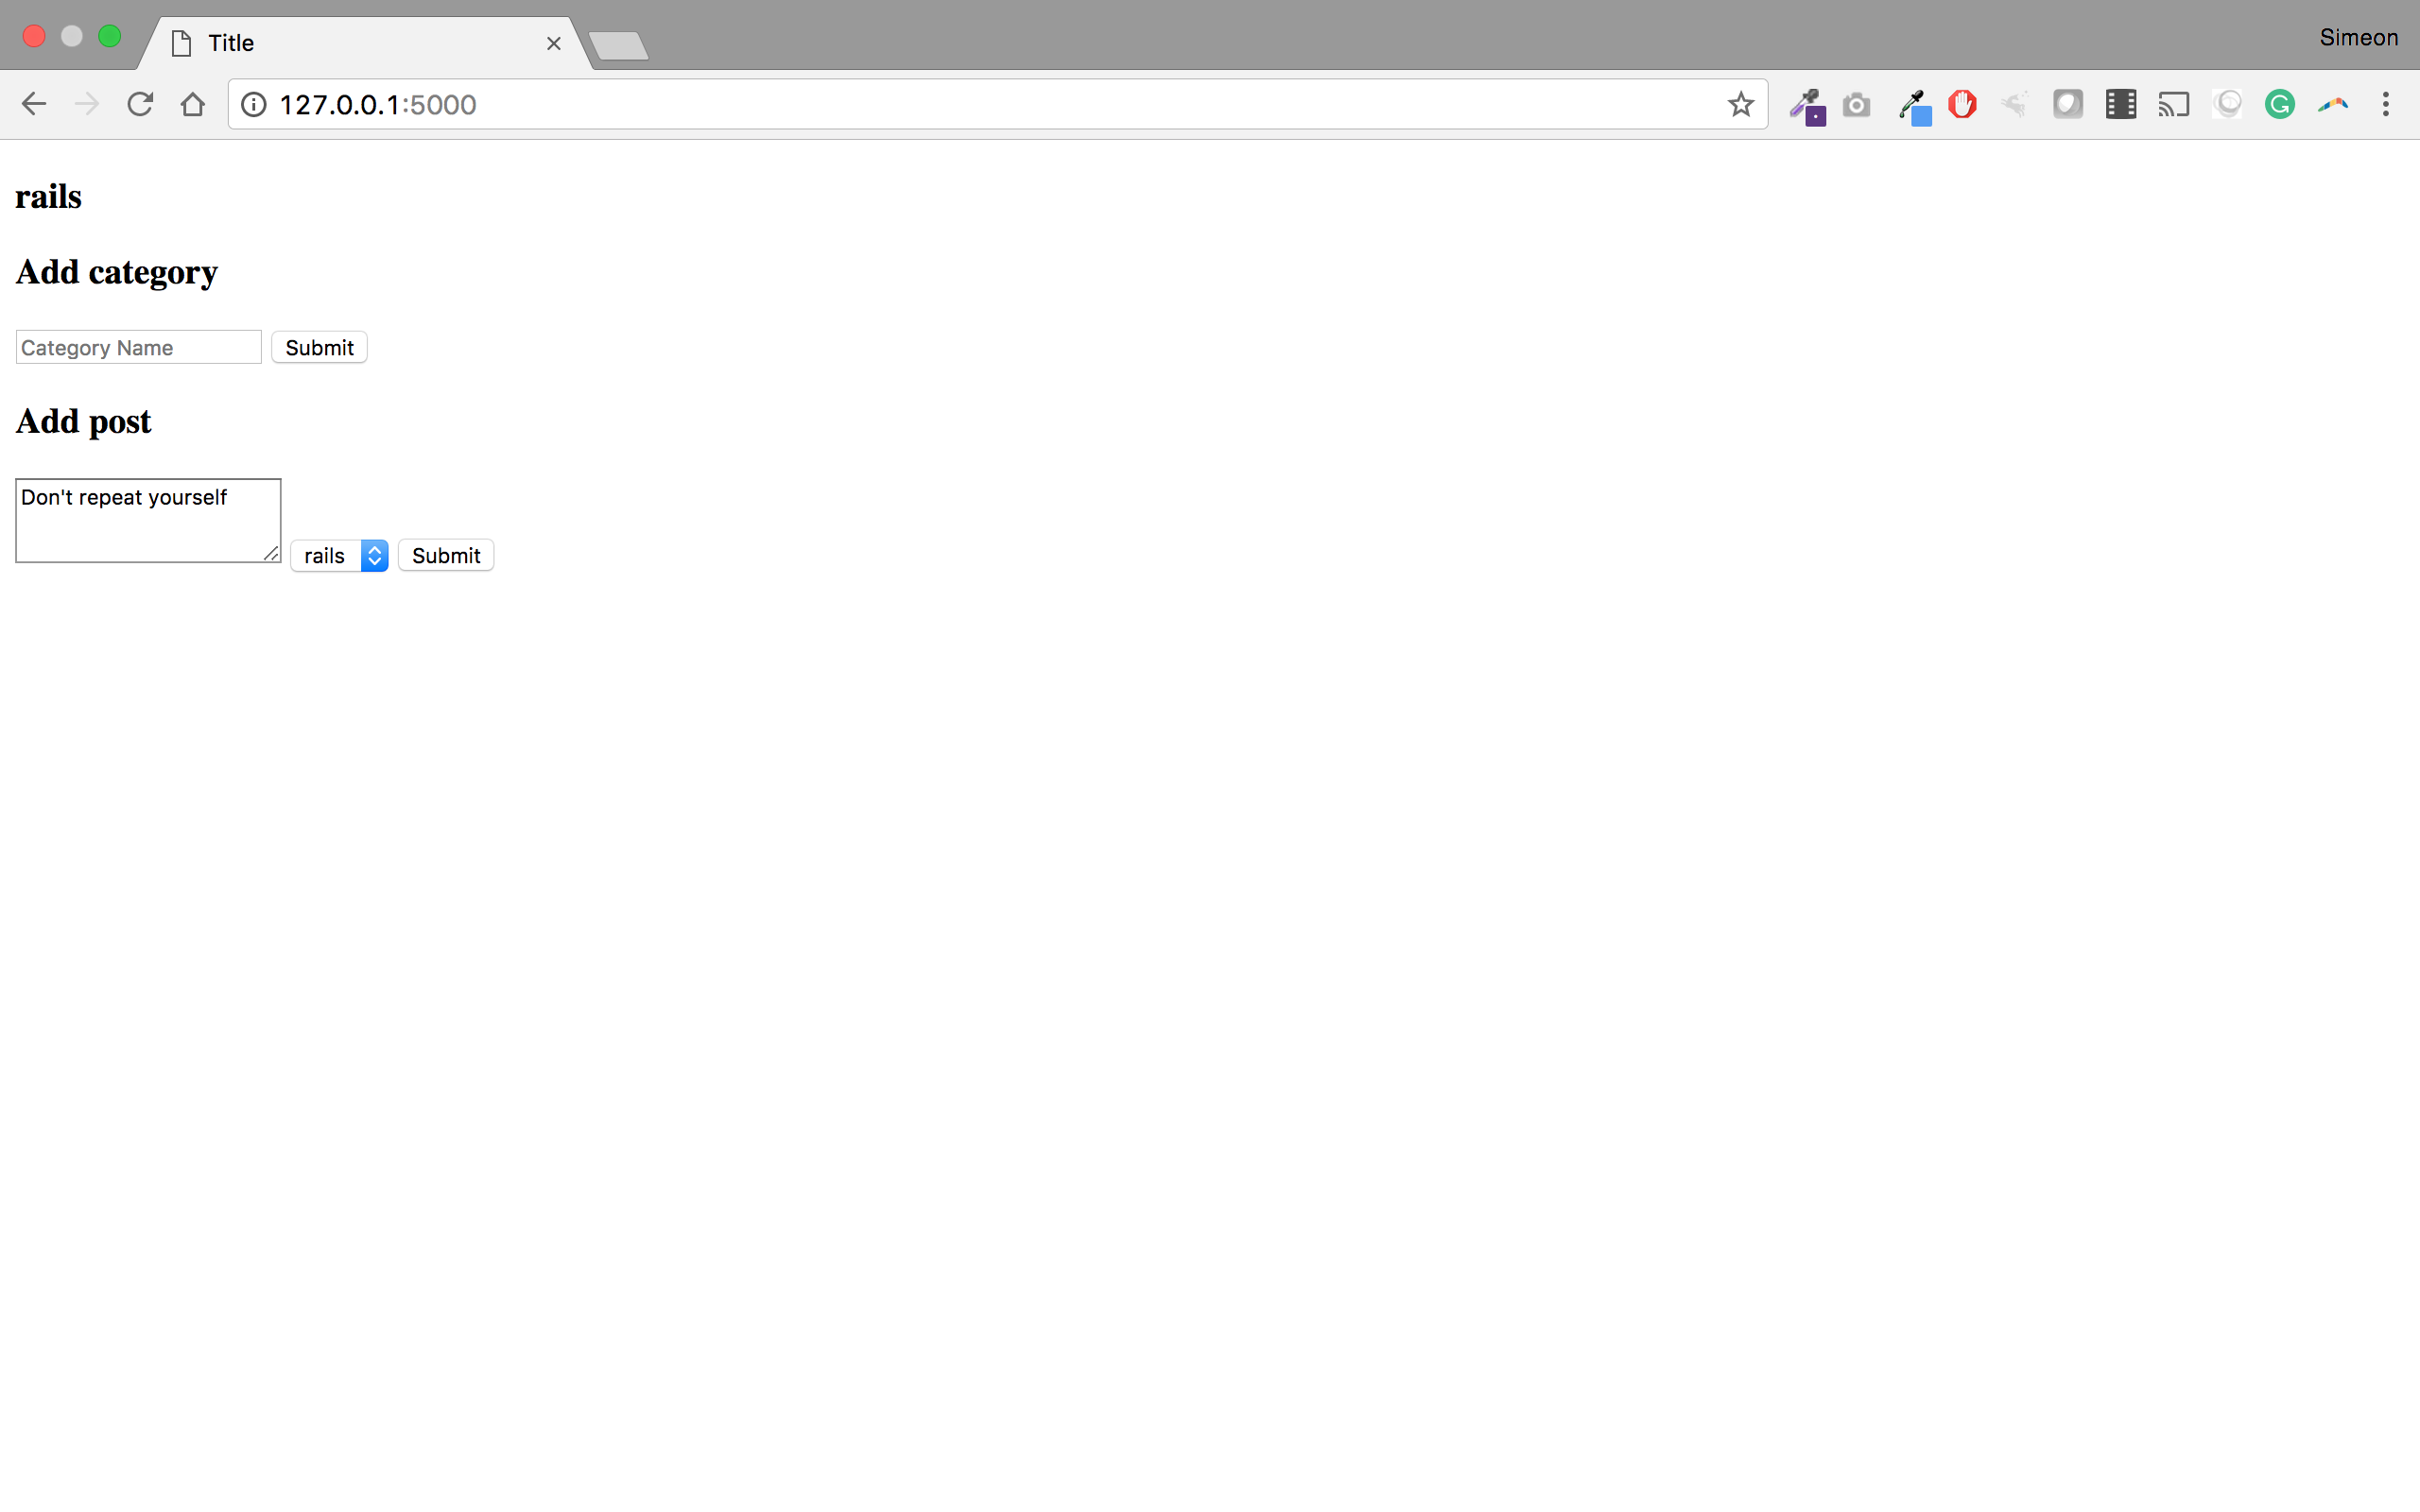 Title
Simeon
127.0.0.1:5000
rails
Add category
Category Name Submit
Add post
Don't repeat yourself
rails Submit